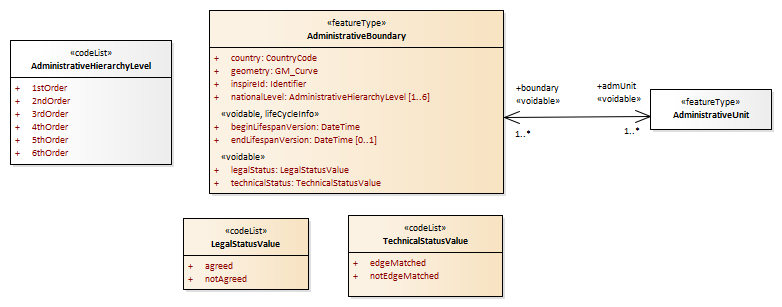 «codeList»
AdministrativeHierarchyLevel
+ 1stOrder
+ 2ndOrder
+ 3rdOrder
+ 4thOrder
+ 5thOrder
+ 6thOrder
«featureType»
AdministrativeBoundary
+ country: CountryCode
+ geometry: GM_Curve
+ inspireId: Identifier
+ nationalLevel: AdministrativeHierarchyLevel [1..6]
«voidable, lifeCycleInfo»
+ beginLifespanVersion: DateTime
+ endLifespanVersion: DateTime [0..1]
«voidable»
+ legalStatus: LegalStatusValue
+ technicalStatus: TechnicalStatusValue
+boundary
«voidable»
1..*
+admUnit
«voidable»
1..*
«featureType»
AdministrativeUnit
«codeList»
LegalStatusValue
+ agreed
+ notAgreed
«codeList»
TechnicalStatusValue
+ edgeMatched
+ notEdgeMatched